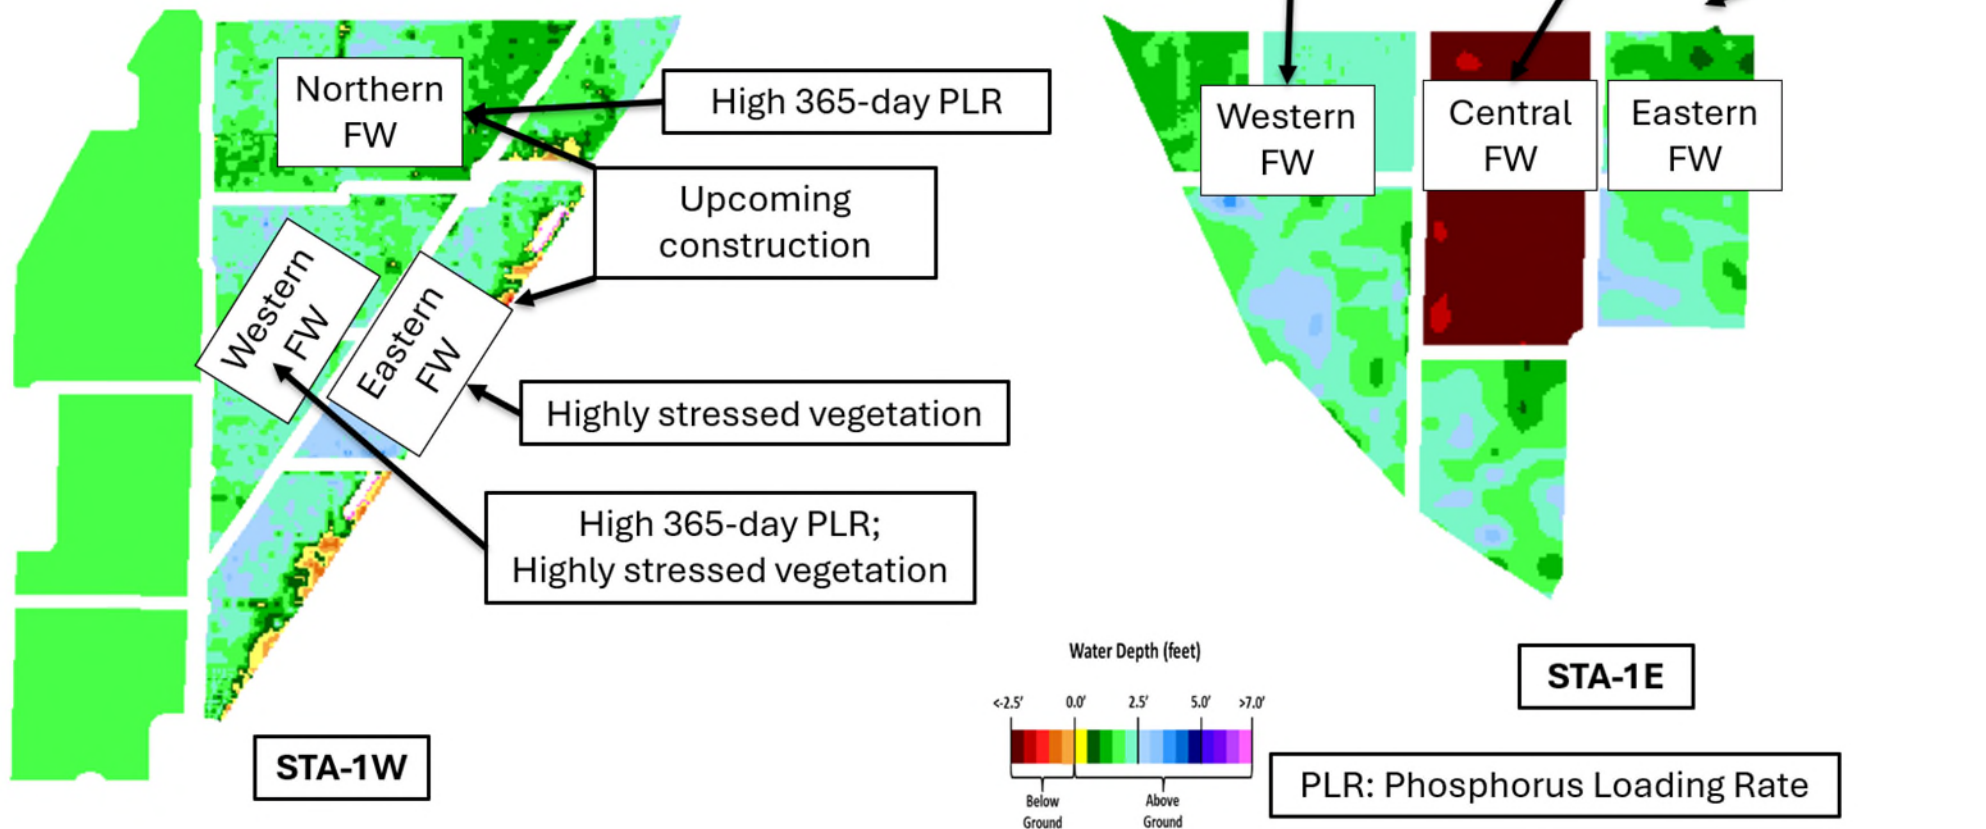 Northern
FW
High 365-day PLR
Upcoming
construction
Western
FW
Eastern
FW
Highly stressed vegetation
High 365-day PLR;
Highly stressed vegetation
STA-1W
Western
FW
Central
FW
Eastern
FW
STA-1E
Water Depth (feet)
<-2.5' 0.0' 2.5' 5.0' >7.0'
Below
Ground
Above
Ground
PLR: Phosphorus Loading Rate